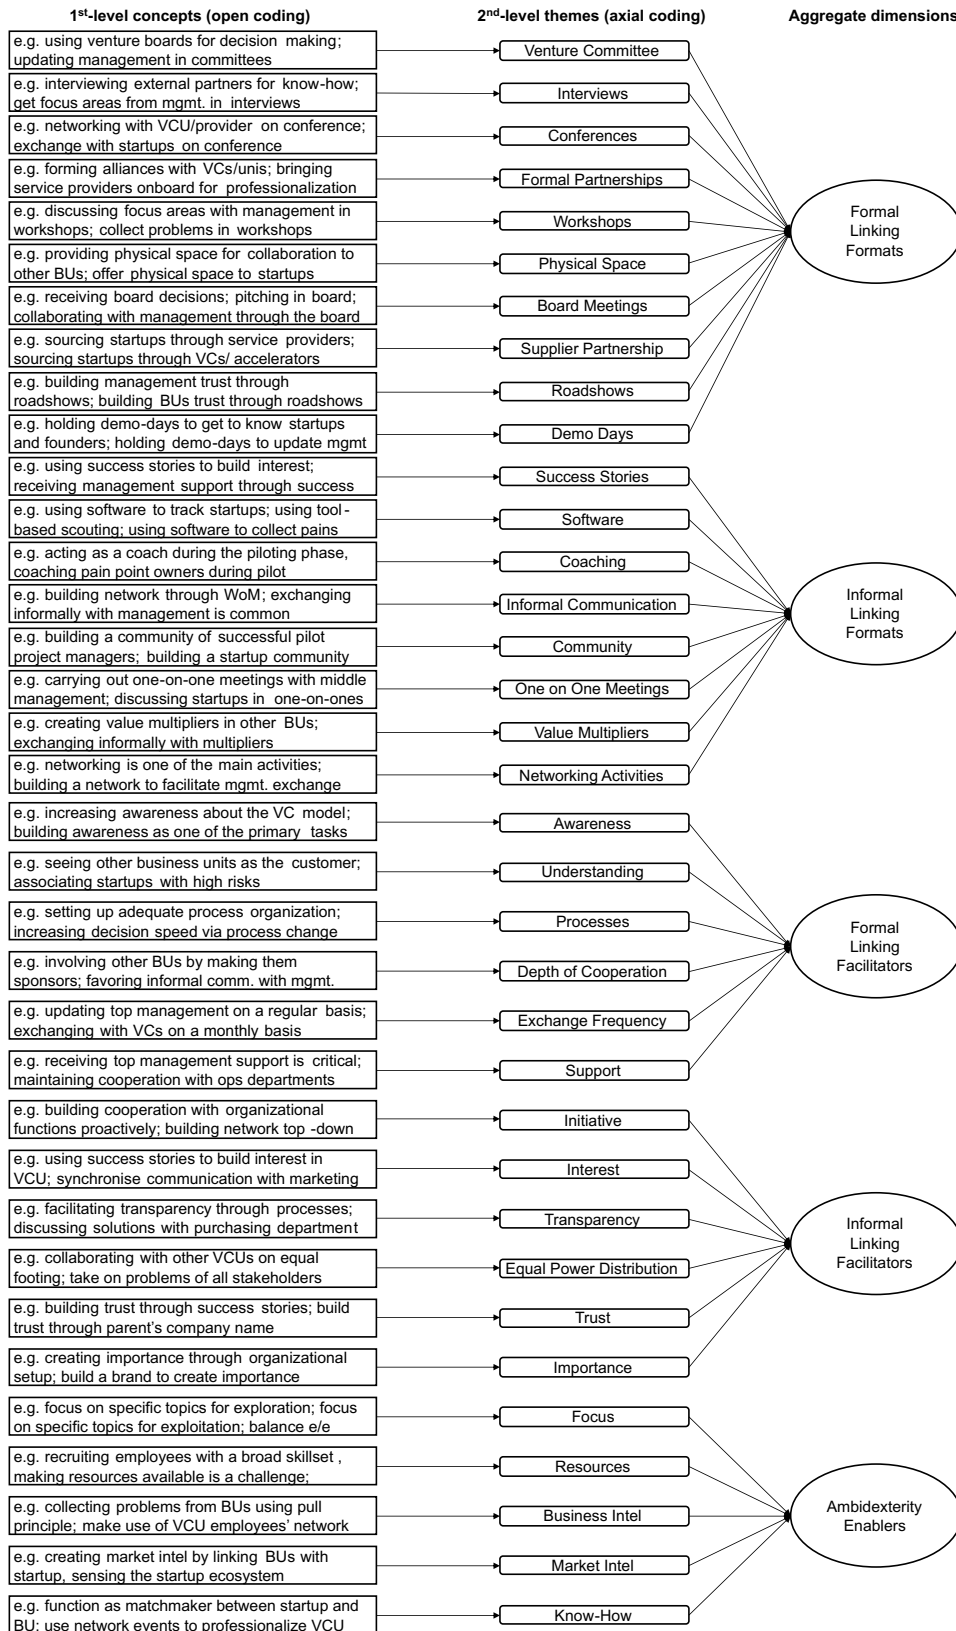 1st-level concepts (open coding)
2nd-level themes (axial coding)
Aggregate dimensions
e.g. using venture boards for decision making;
updating management in committees
Venture Committee
e.g. interviewing external partners for know-how;
get focus areas from mgmt. in interviews
Interviews
e.g. networking with VCU/provider on conference;
exchange with startups on conference
Conferences
e.g. forming alliances with VCs/unis; bringing
service providers onboard for professionalization
Formal Partnerships
e.g. discussing focus areas with management in
workshops; collect problems in workshops
Workshops
e.g. providing physical space for collaboration to
other BUs; offer physical space to startups
Physical Space
e.g. receiving board decisions; pitching in board;
collaborating with management through the board
Board Meetings
e.g. sourcing startups through service providers;
sourcing startups through VCs/ accelerators
Supplier Partnership
e.g. building management trust through
roadshows; building BUs trust through roadshows
Roadshows
e.g. holding demo-days to get to know startups
and founders; holding demo-days to update mgmt
Demo Days
Formal
Linking
Formats
e.g. using success stories to build interest;
receiving management support through success
Success Stories
e.g. using software to track startups; using tool-
based scouting; using software to collect pains
Software
e.g. acting as a coach during the piloting phase,
coaching pain point owners during pilot
Coaching
e.g. building network through WoM; exchanging
informally with management is common
Informal Communication
e.g. building a community of successful pilot
project managers; building a startup community
Community
e.g. carrying out one-on-one meetings with middle
management; discussing startups in one-on-ones
One on One Meetings
e.g. creating value multipliers in other BUs;
exchanging informally with multipliers
Value Multipliers
e.g. networking is one of the main activities;
building a network to facilitate mgmt. exchange
Networking Activities
Informal
Linking
Formats
e.g. increasing awareness about the VC model;
building awareness as one of the primary tasks
Awareness
e.g. seeing other business units as the customer;
associating startups with high risks
Understanding
e.g. setting up adequate process organization;
increasing decision speed via process change
Processes
e.g. involving other BUs by making them
sponsors; favoring informal comm. with mgmt.
Depth of Cooperation
e.g. updating top management on a regular basis;
exchanging with VCs on a monthly basis
Exchange Frequency
e.g. receiving top management support is critical;
maintaining cooperation with ops departments
Support
Formal
Linking
Facilitators
e.g. building cooperation with organizational
functions proactively; building network top -down
Initiative
e.g. using success stories to build interest in
VCU; synchronise communication with marketing
Interest
e.g. facilitating transparency through processes;
discussing solutions with purchasing department
Transparency
e.g. collaborating with other VCUs on equal
footing; take on problems of all stakeholders
Equal Power Distribution
e.g. building trust through success stories; build
trust through parent's company name
Trust
e.g. creating importance through organizational
setup; build a brand to create importance
Importance
Informal
Linking
Facilitators
e.g. focus on specific topics for exploration; focus
on specific topics for exploitation; balance e/e
Focus
e.g. recruiting employees with a broad skillset ,
making resources available is a challenge;
Resources
e.g. collecting problems from BUs using pull
principle; make use of VCU employees' network
Business Intel
e.g. creating market intel by linking BUs with
startup, sensing the startup ecosystem
Market Intel
e.g. function as matchmaker between startup and
BU; use network events to professionalize VCU
Know-How
Ambidexterity
Enablers